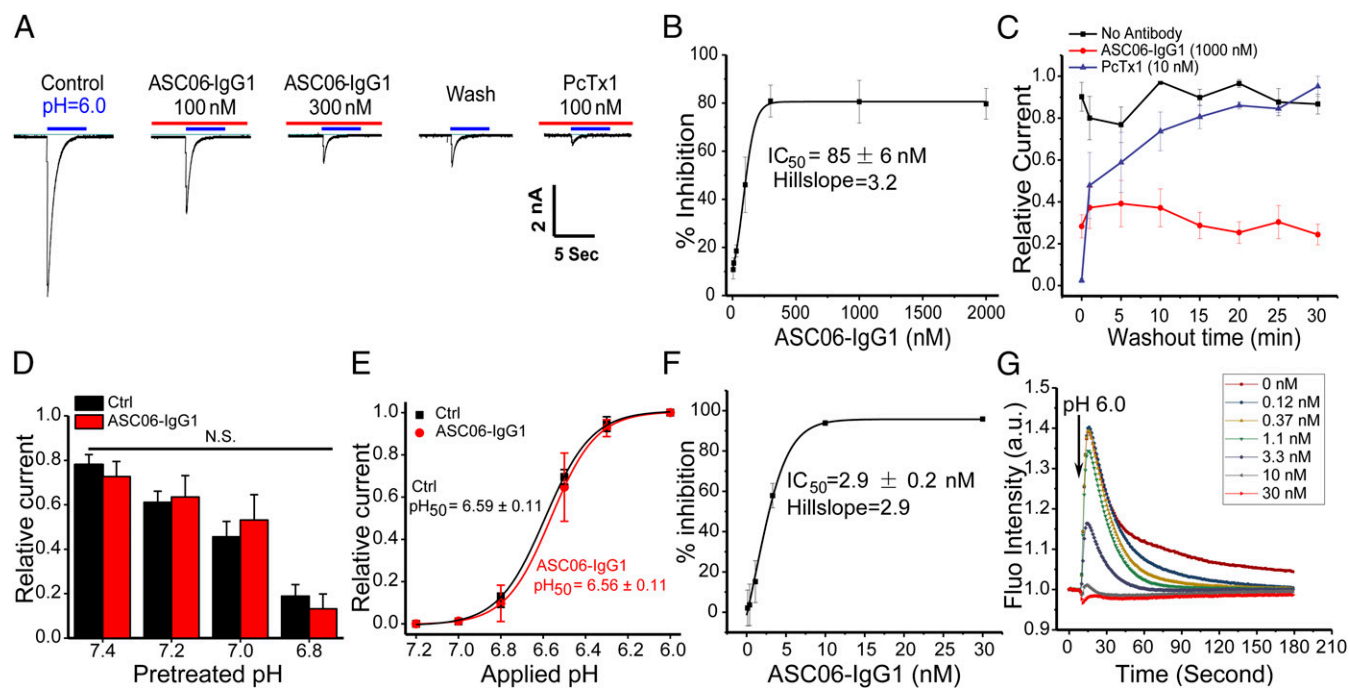 A
Control
pH=6.0
ASC06-IgG1
100 nM
ASC06-IgG1
300 nM
Wash
PcTx1
100 nM
2 nA
5 Sec
B
100
80
60
40
20
0
% Inhibition
IC50 = 85 ± 6 nM
Hillslope=3.2
0 500 1000 1500 2000
ASC06-IgG1 (nM)
C
No Antibody
ASC06-IgG1 (1000 nM)
PcTx1 (10 nM)
1.0
0.8
0.6
0.4
0.2
0.0
Relative Current
0 5 10 15 20 25 30
Washout time (min)
D
Ctrl
ASC06-IgG1
N.S.
1.0
0.8
0.6
0.4
0.2
0.0
Relative current
7.4 7.2 7.0 6.8
Pretreated pH
E
Ctrl
ASC06-IgG1
1.0
0.8
0.6
0.4
0.2
0.0
Relative current
Ctrl
pH50 = 6.59 ± 0.11
ASC06-IgG1
pH50 = 6.56 ± 0.11
7.2 7.0 6.8 6.6 6.4 6.2 6.0
Applied pH
F
100
80
60
40
20
0
% inhibition
IC50=2.9 ± 0.2 nM
Hillslope=2.9
0 5 10 15 20 25 30
ASC06-IgG1 (nM)
G
1.5
1.4
1.3
1.2
1.1
1.0
0.9
Fluo Intensity (a.u.)
pH 6.0
0 nM
0.12 nM
0.37 nM
1.1 nM
3.3 nM
10 nM
30 nM
0 30 60 90 120 150 180 210
Time (Second)